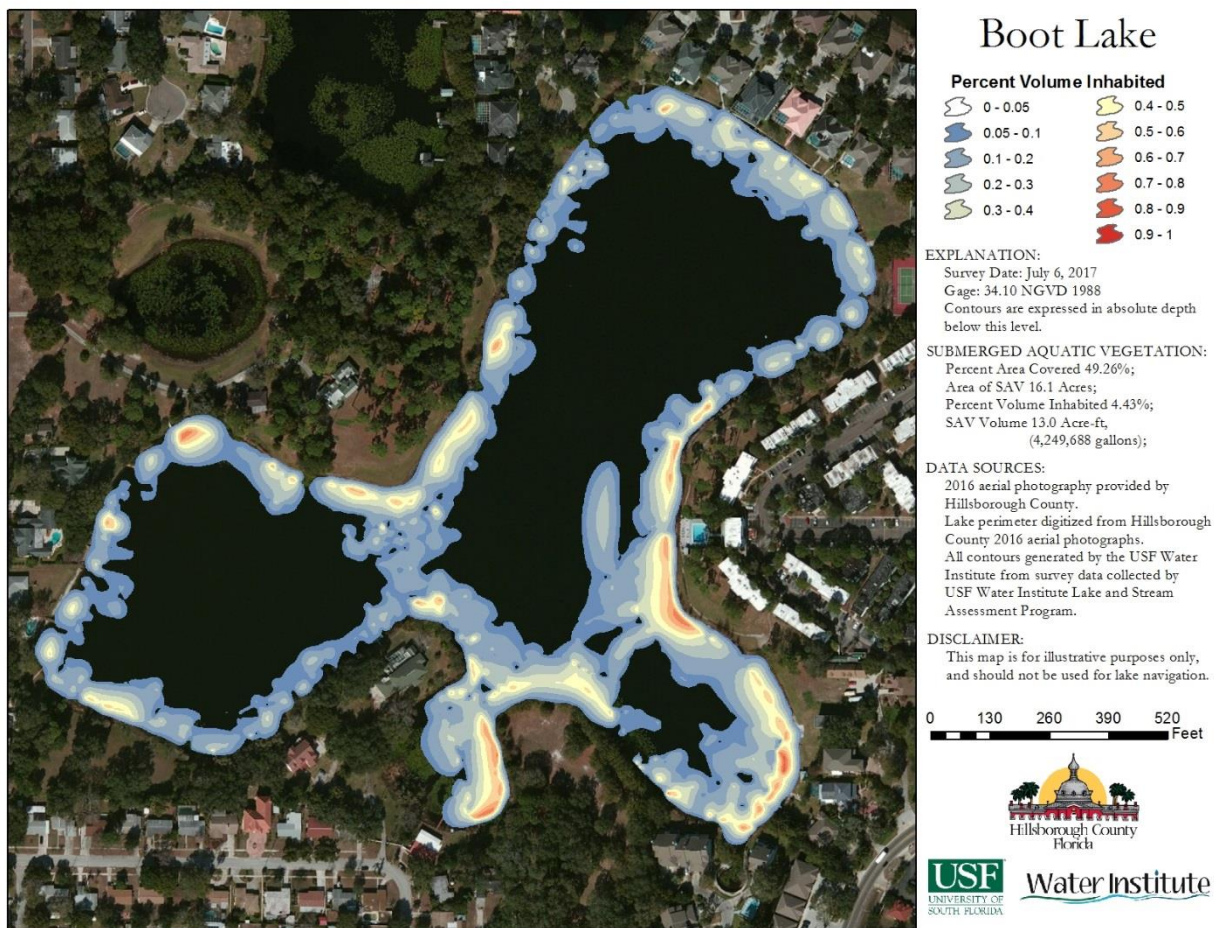 Boot Lake
Percent Volume Inhabited
0 - 0.05
0.05 - 0.1
0.1 - 0.2
0.2 - 0.3
0.3 - 0.4
0.4 - 0.5
0.5 - 0.6
0.6 - 0.7
0.7 - 0.8
0.8 - 0.9
0.9 - 1
EXPLANATION:
Survey Date: July 6, 2017
Gage: 34.10 NGVD 1988
Contours are expressed in absolute depth
below this level.
SUBMERGED AQUATIC VEGETATION:
Percent Area Covered 49.26%;
Area of SAV 16.1 Acres;
Percent Volume Inhabited 4.43%;
SAV Volume 13.0 Acre-ft,
(4,249,688 gallons);
DATA SOURCES:
2016 aerial photography provided by
Hillsborough County.
Lake perimeter digitized from Hillsborough
County 2016 aerial photographs.
All contours generated by the USF Water
Institute from survey data collected by
USF Water Institute Lake and Stream
Assessment Program.
DISCLAIMER:
This map is for illustrative purposes only,
and should not be used for lake navigation.
0 130 260 390 520
Feet
Hillsborough County
Florida
USF
UNIVERSITY OF
SOUTH FLORIDA
Water Institute